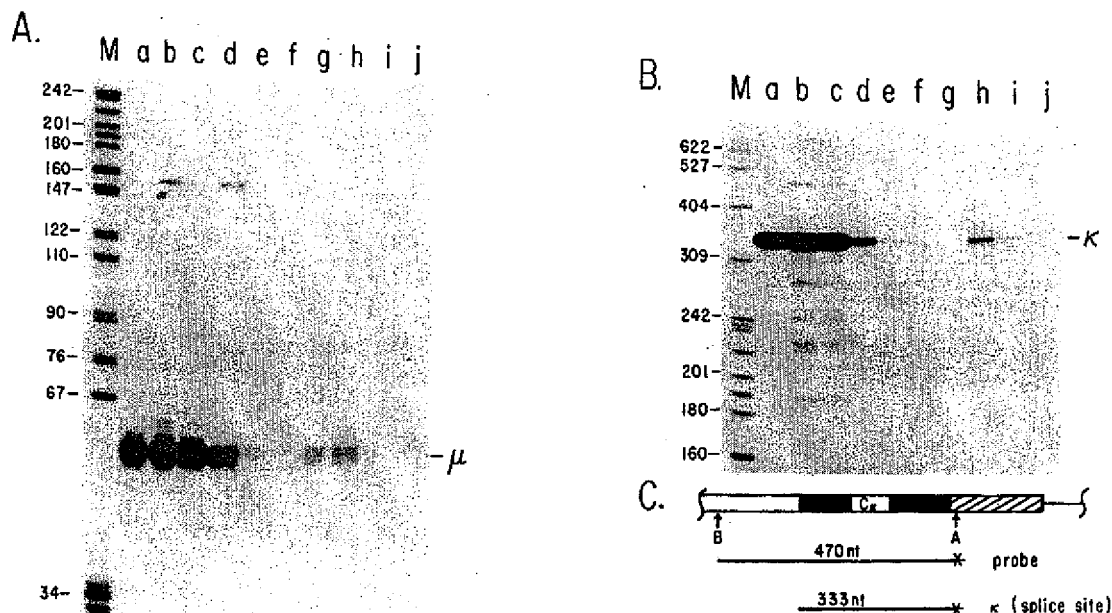 A.
M a b c d e f g h i j
242-
201-
180-
160-
147-
122-
110-
90-
76-
67-
34-
-μ
B.
M a b c d e f g h i j
622-
527-
404-
309-
242-
201-
180-
160-
-κ
C.
Cκ
B
A
470nt
probe
333nt
κ (splice site)